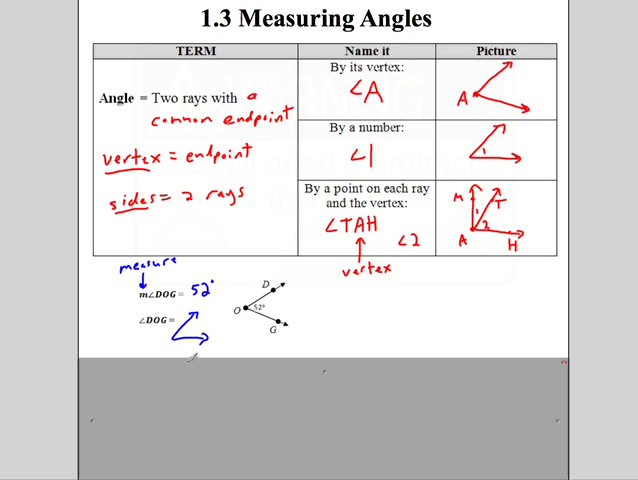 1.3 Measuring Angles
TERM Name it Picture
Angle = Two rays with a
common endpoint
vertex = endpoint
sides = 2 rays
By its vertex:
∠A
A
By a number:
∠1
1
By a point on each ray
and the vertex:
∠TAH
∠2
vertex
M
T
1
2
A
H
measure
m∠DOG = 52°
∠DOG =
D
O
52°
G